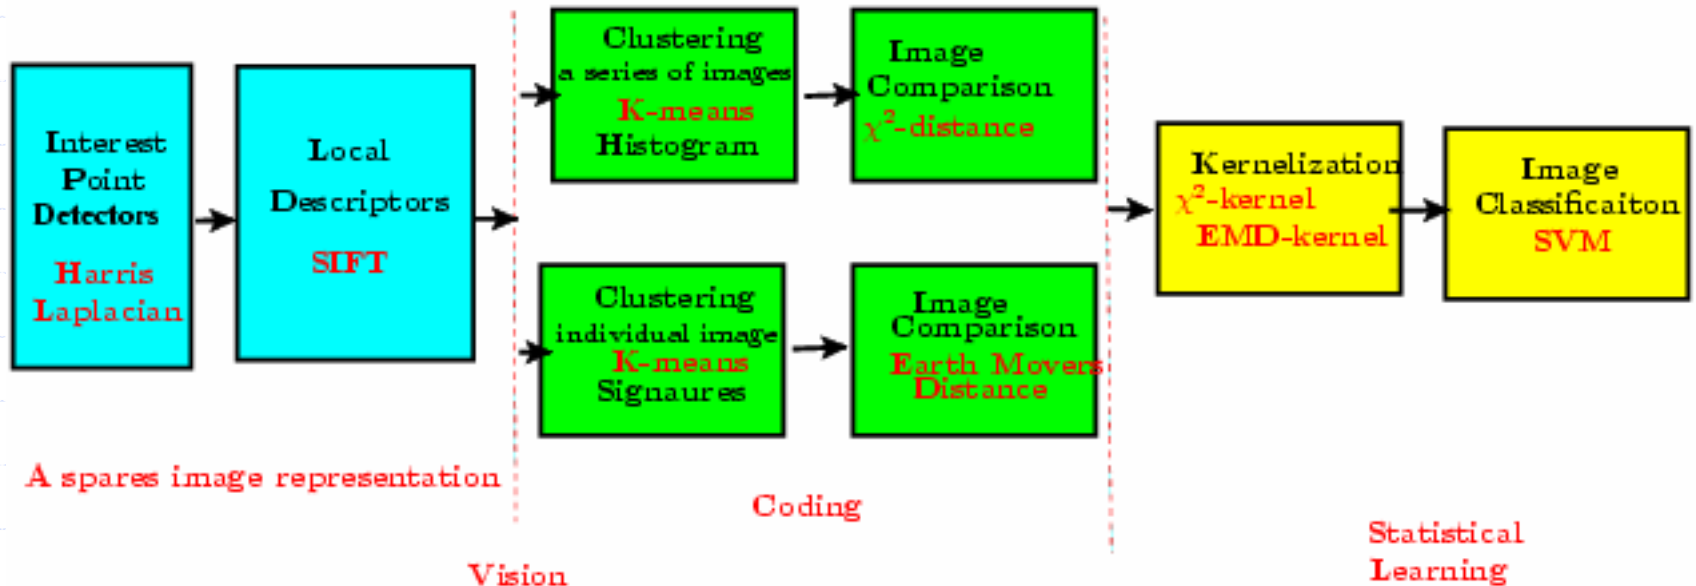 Interest
Point
Detectors
Harris
Laplacian
Local
Descriptors
SIFT
Clustering
a series of images
K-means
Histogram
Image
Comparison
χ²-distance
Clustering
individual image
K-means
Signaures
Image
Comparison
Earth Movers
Distance
Kernelization
χ²-kernel
EMD-kernel
Image
Classificaiton
SVM
A spares image representation
Coding
Vision
Statistical
Learning